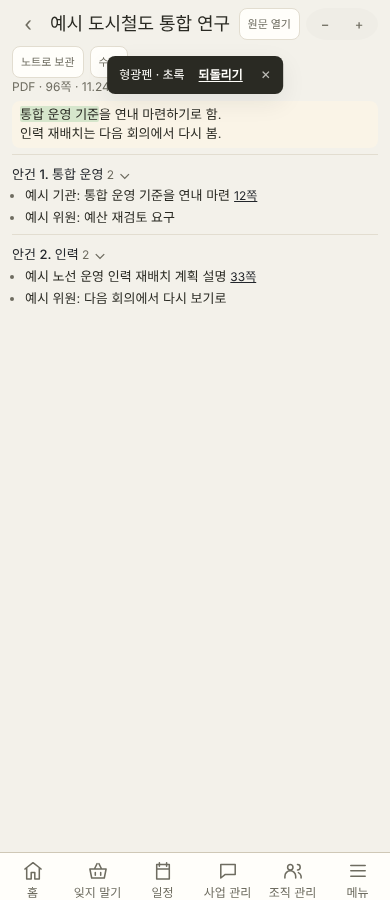 예시 도시철도 통합 연구
원문 열기
− +
노트로 보관
수
형광펜 · 초록 되돌리기 ×
PDF · 96쪽 · 11.24
통합 운영 기준을 연내 마련하기로 함.
인력 재배치는 다음 회의에서 다시 봄.
안건 1. 통합 운영 2
• 예시 기관: 통합 운영 기준을 연내 마련 12쪽
• 예시 위원: 예산 재검토 요구
안건 2. 인력 2
• 예시 노선 운영 인력 재배치 계획 설명 33쪽
• 예시 위원: 다음 회의에서 다시 보기로
홈 잊지 말기 일정 사업 관리 조직 관리 메뉴